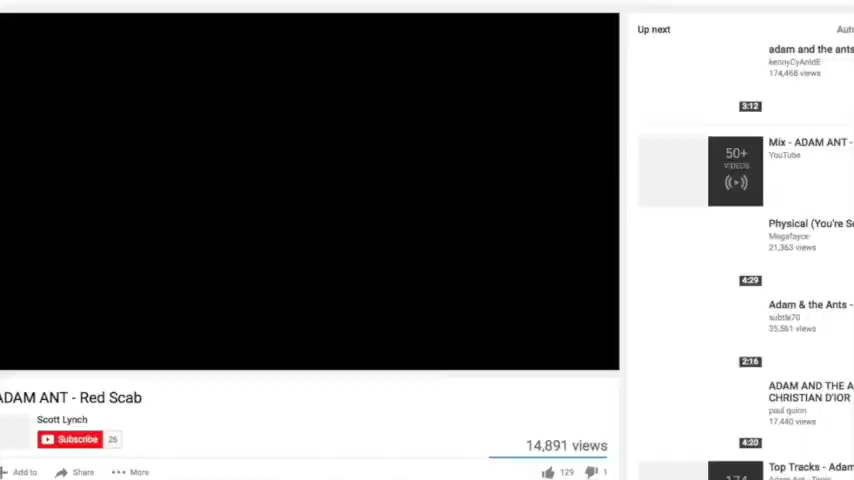 Up next
adam and the ants
174,468 views
3:12
Mix - ADAM ANT -
YouTube
50+
VIDEOS
Physical (You're
Megafayce
21,363 views
4:29
Adam & the Ants -
subtle70
35,561 views
2:16
ADAM AND THE A
CHRISTIAN D'IOR
paul quinn
17,440 views
4:20
Top Tracks - Adam
ADAM ANT - Red Scab
Scott Lynch
Subscribe 26
14,891 views
Add to Share More
129 1